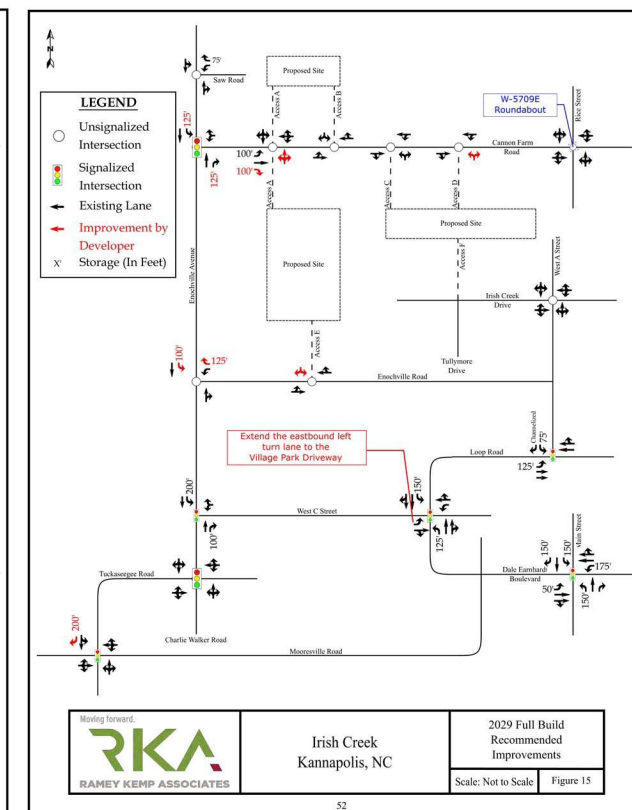 N
75'
Saw Road
Proposed Site
Access A
Access B
LEGEND
Unsignalized
Intersection
Signalized
Intersection
Existing Lane
Improvement by
Developer
X' Storage (In Feet)
125'
125'
100'
100'
W-5709E
Roundabout
Rice Street
Cannon Farm
Road
Access A
Access C
Access D
Proposed Site
Proposed Site
Access F
Enochville Avenue
West A Street
Irish Creek
Drive
Tullymore
Drive
Access E
100'
125'
Enochville Road
Extend the eastbound left
turn lane to the
Village Park Driveway
Channelized
75'
Loop Road
125'
200'
West C Street
150'
125'
100'
Main Street
150'
150'
175'
Dale Earnhardt
Boulevard
50'
150'
Tuckaseegee Road
200'
Charlie Walker Road
Mooresville Road
Moving forward.
RKA
RAMEY KEMP ASSOCIATES
Irish Creek
Kannapolis, NC
2029 Full Build
Recommended
Improvements
Scale: Not to Scale
Figure 15
52